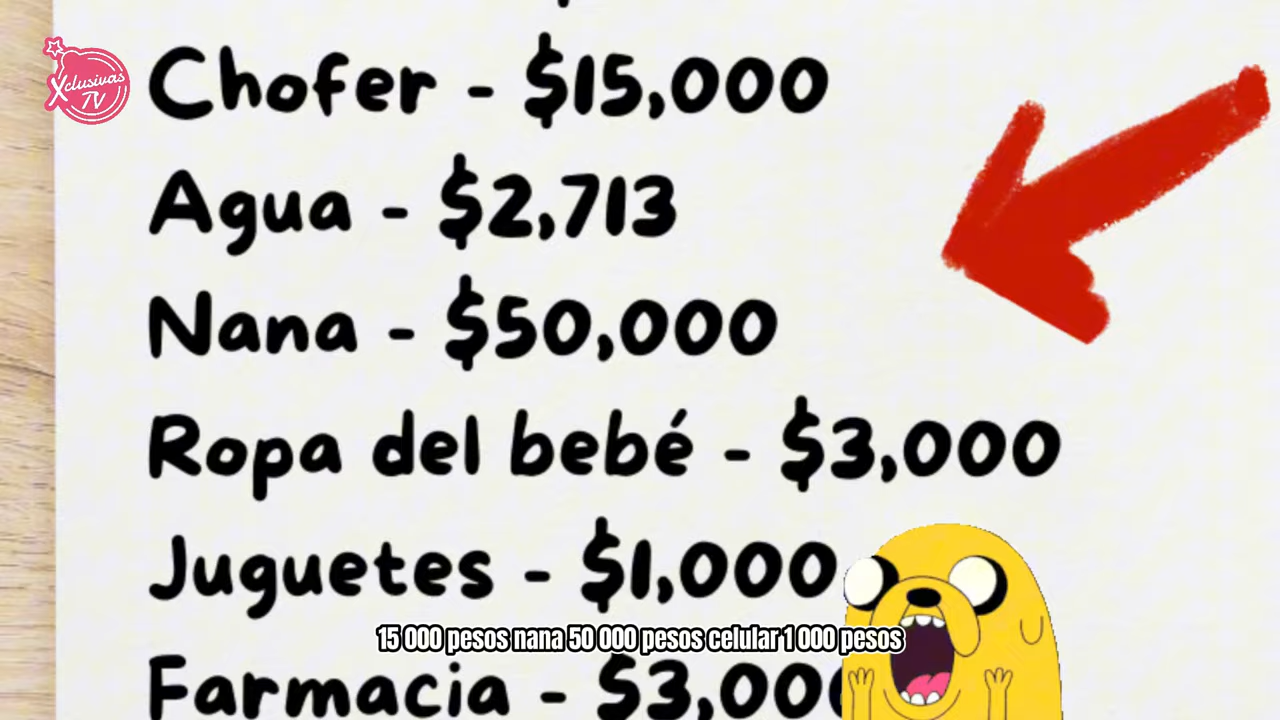 Xclusivas
TV
Chofer - $15,000
Agua - $2,713
Nana - $50,000
Ropa del bebé - $3,000
Juguetes - $1,000
15 000 pesos nana 50 000 pesos celular 1 000 pesos
Farmacia - $3,000